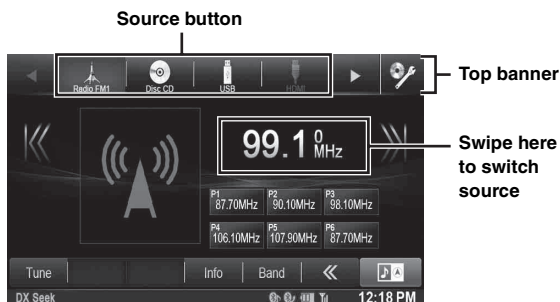 Source button
Radio FM1 Disc CD USB HDMI
Top banner
99.1 0 MHz
Swipe here
to switch
source
P1 87.70MHz P2 90.10MHz P3 98.10MHz
P4 106.10MHz P5 107.90MHz P6 87.70MHz
Tune Info Band
DX Seek 12:18 PM